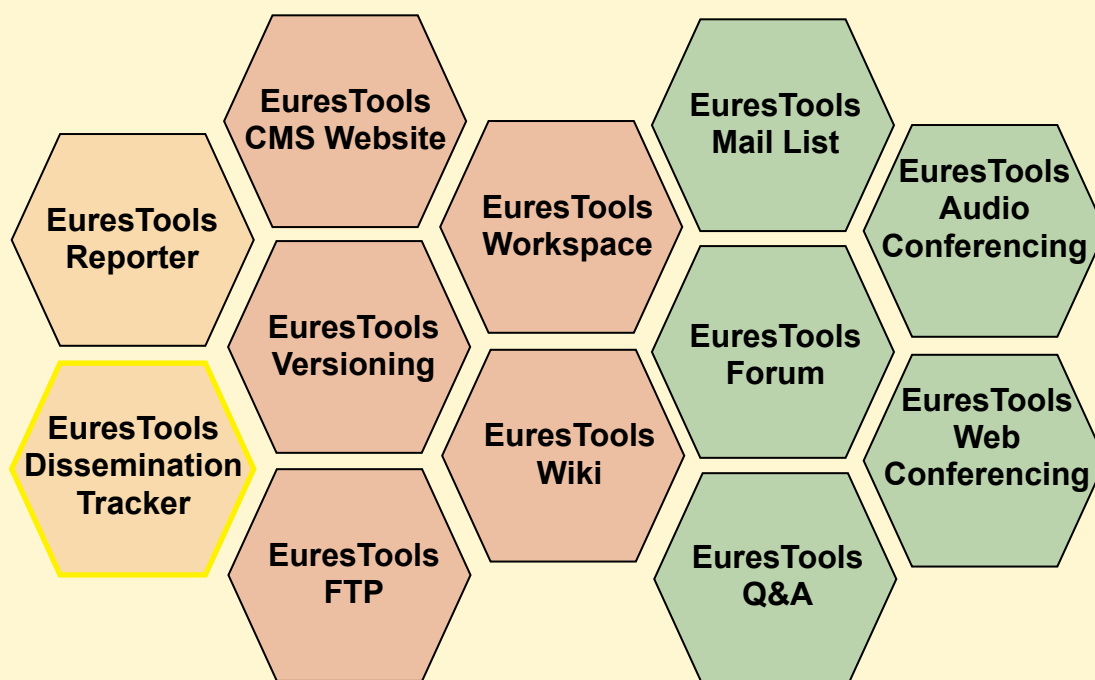 EuresTools
Reporter
EuresTools
Dissemination
Tracker
EuresTools
CMS Website
EuresTools
Versioning
EuresTools
FTP
EuresTools
Workspace
EuresTools
Wiki
EuresTools
Mail List
EuresTools
Forum
EuresTools
Q&A
EuresTools
Audio
Conferencing
EuresTools
Web
Conferencing